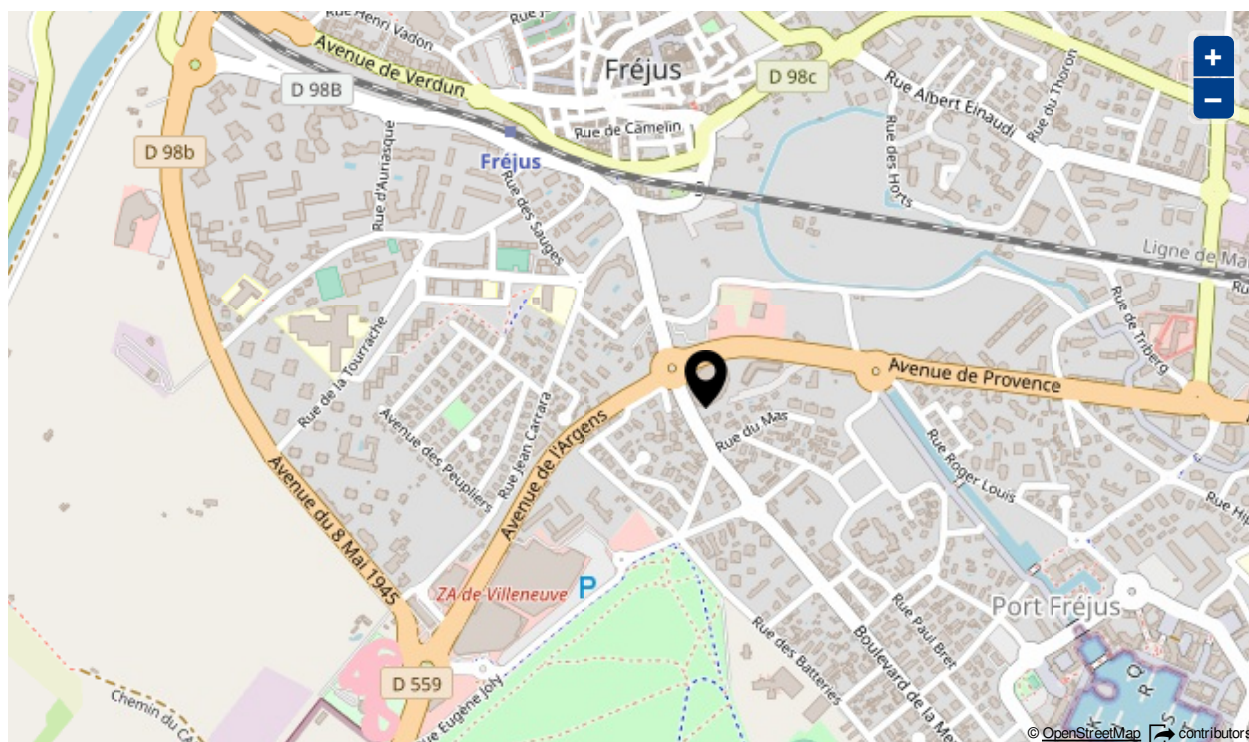 Rue Henri Vadon
Avenue de Verdun
Fréjus
D 98c
D 98B
Rue Albert Einaudi
Rue du Thoron
Rue de Camelin
D 98b
Fréjus
Rue d'Auriasque
Rue des Sauges
Rue des Horts
Ligne de Mar
Rue de Triberg
Rue de la Tourrache
Avenue de Provence
Avenue des Peupliers
Rue Jean Carrara
Avenue de l'Argens
Rue du Mas
Rue Roger Louis
Rue Hip
Avenue du 8 Mai 1945
ZA de Villeneuve
P
Port Fréjus
Rue Paul Bret
Rue des Batteries
Boulevard de la Mer
D 559
Chemin du CA
ue Eugène Joly
Q
R
S
K
+
−
© OpenStreetMap contributors